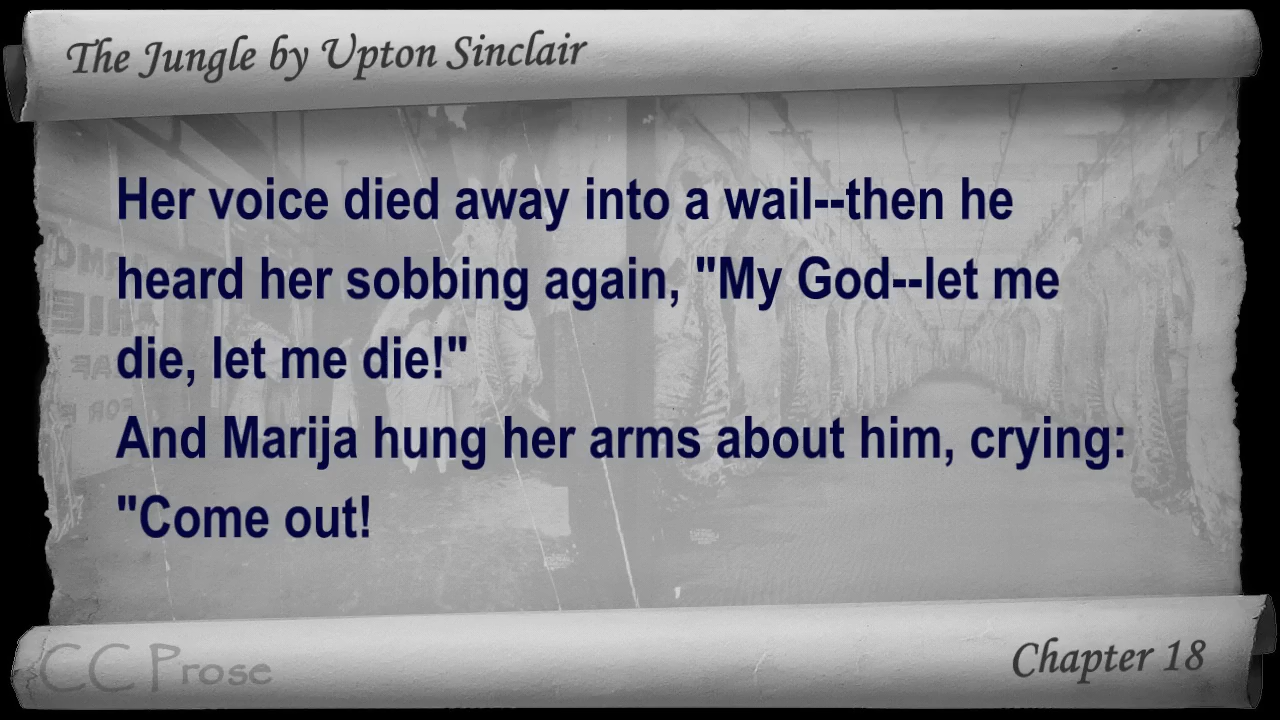 The Jungle by Upton Sinclair
Her voice died away into a wail--then he
heard her sobbing again, "My God--let me
die, let me die!"
And Marija hung her arms about him, crying:
"Come out!
CC Prose
Chapter 18